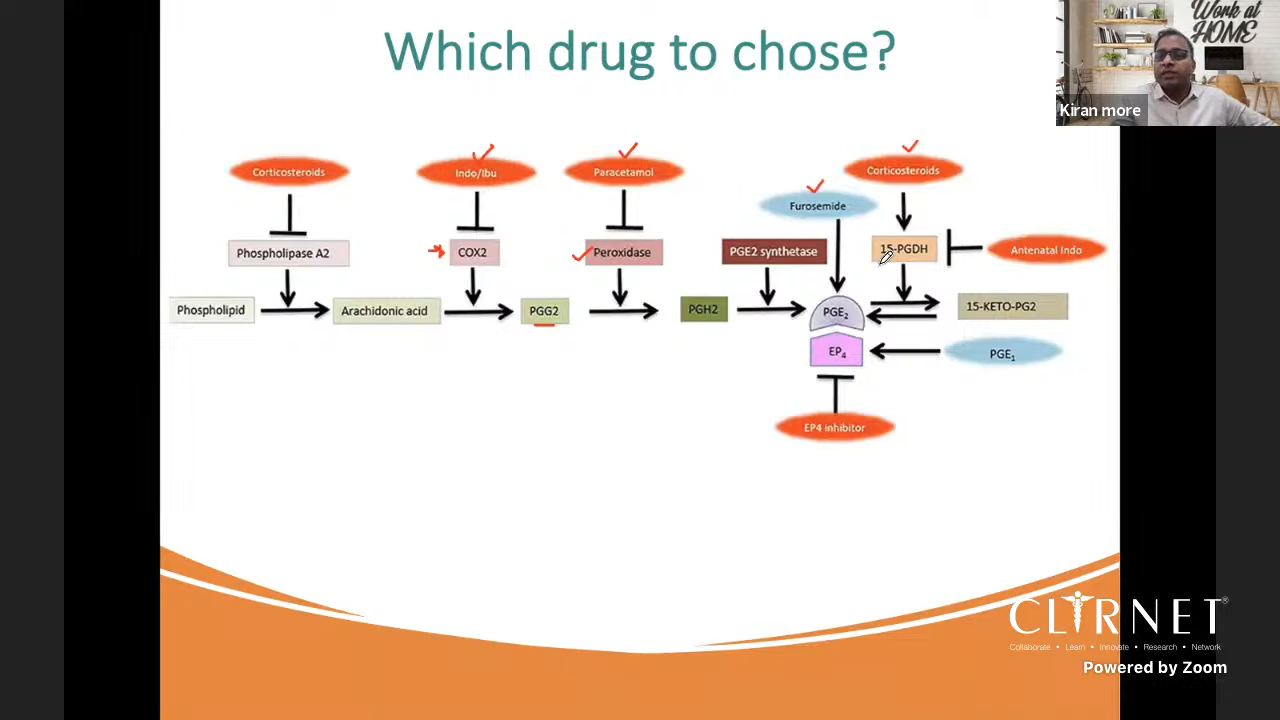 Which drug to chose?
Work at
HOME
Kiran more
Corticosteroids
Indo/Ibu
Paracetamol
Corticosteroids
Furosemide
Phospholipase A2
COX2
Peroxidase
PGE2 synthetase
15-PGDH
Antenatal Indo
Phospholipid
Arachidonic acid
PGG2
PGH2
PGE2
15-KETO-PG2
EP4
PGE1
EP4 inhibitor
CLIRNET®
Collaborate • Learn • Innovate • Research • Network
Powered by Zoom